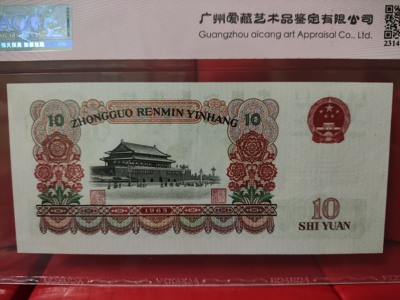 广州爱藏艺术品鉴定有限公司
Guangzhou aicang art Appraisal Co., Ltd.
2314
10
ZHONGGUO RENMIN YINHANG
10
1965
10
SHI YUAN